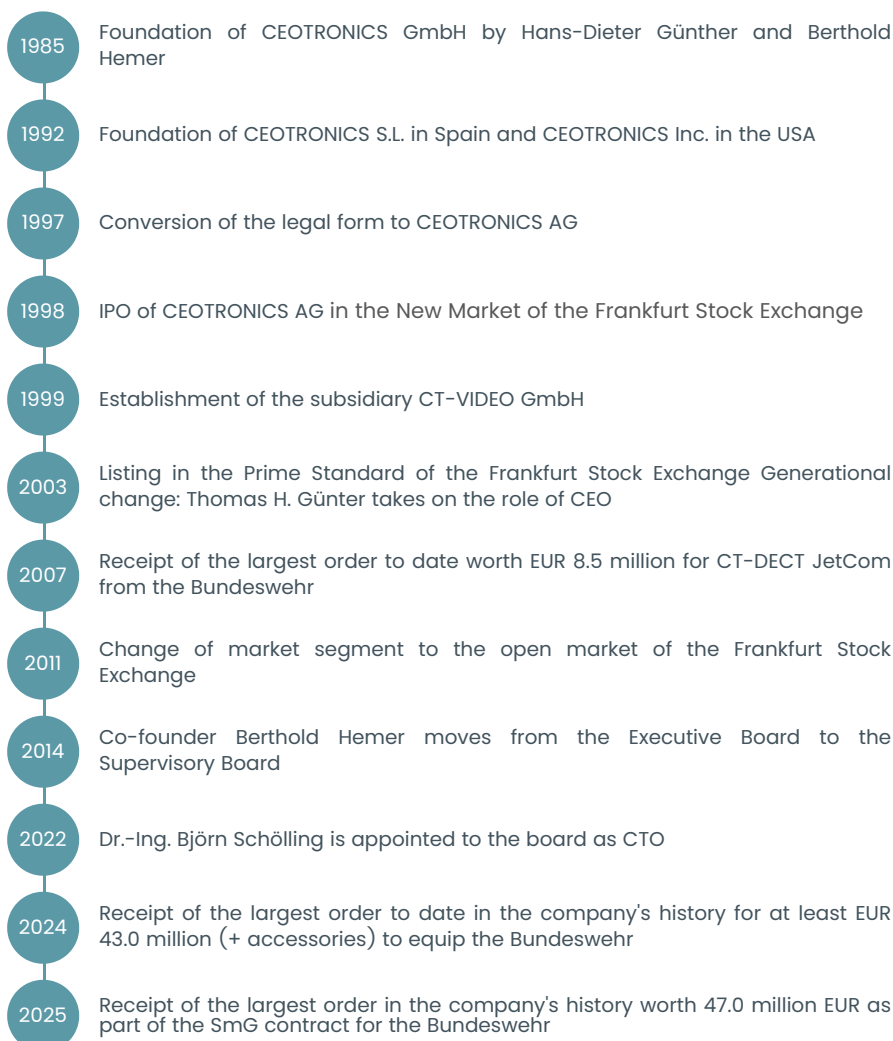 1985
Foundation of CEOTRONICS GmbH by Hans-Dieter Günther and Berthold
Hemer
1992
Foundation of CEOTRONICS S.L. in Spain and CEOTRONICS Inc. in the USA
1997
Conversion of the legal form to CEOTRONICS AG
1998
IPO of CEOTRONICS AG in the New Market of the Frankfurt Stock Exchange
1999
Establishment of the subsidiary CT-VIDEO GmbH
2003
Listing in the Prime Standard of the Frankfurt Stock Exchange Generational
change: Thomas H. Günter takes on the role of CEO
2007
Receipt of the largest order to date worth EUR 8.5 million for CT-DECT JetCom
from the Bundeswehr
2011
Change of market segment to the open market of the Frankfurt Stock
Exchange
2014
Co-founder Berthold Hemer moves from the Executive Board to the
Supervisory Board
2022
Dr.-Ing. Björn Schölling is appointed to the board as CTO
2024
Receipt of the largest order to date in the company's history for at least EUR
43.0 million (+ accessories) to equip the Bundeswehr
2025
Receipt of the largest order in the company's history worth 47.0 million EUR as
part of the SmG contract for the Bundeswehr